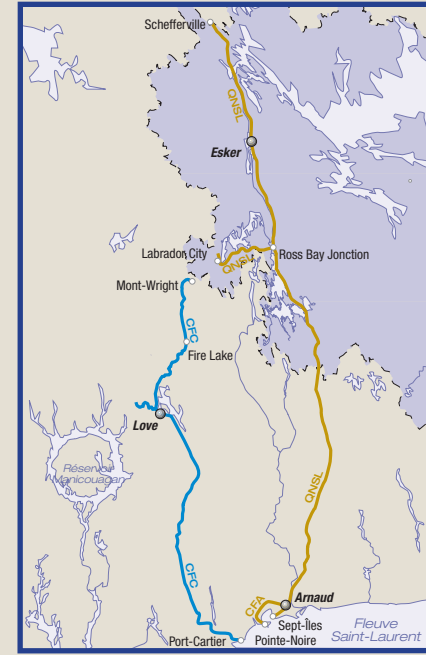 Schefferville
QNSL
Esker
Labrador City
QNSL
Ross Bay Jonction
Mont-Wright
CFC
Fire Lake
Love
Réservoir
Manicouagan
QNSL
CFC
CFA
Arnaud
Sept-Îles
Port-Cartier
Pointe-Noire
Fleuve
Saint-Laurent